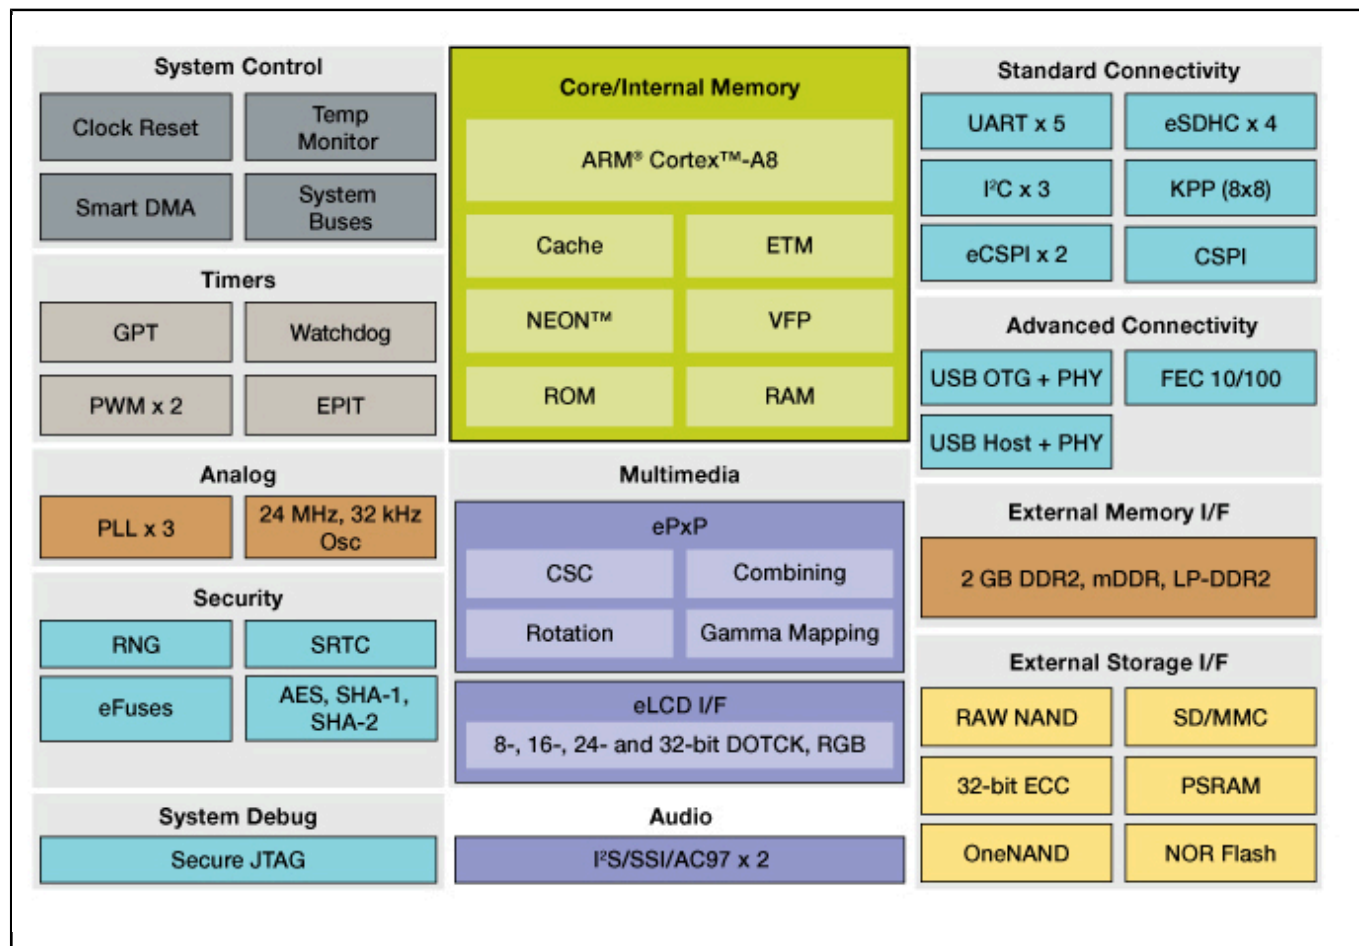 System Control
Clock Reset
Temp
Monitor
Smart DMA
System
Buses
Timers
GPT
Watchdog
PWM x 2
EPIT
Analog
PLL x 3
24 MHz, 32 kHz
Osc
Security
RNG
SRTC
eFuses
AES, SHA-1,
SHA-2
System Debug
Secure JTAG
Core/Internal Memory
ARM® Cortex™-A8
Cache
ETM
NEON™
VFP
ROM
RAM
Multimedia
ePxP
CSC
Combining
Rotation
Gamma Mapping
eLCD I/F
8-, 16-, 24- and 32-bit DOTCK, RGB
Audio
I²S/SSI/AC97 x 2
Standard Connectivity
UART x 5
eSDHC x 4
I²C x 3
KPP (8x8)
eCSPI x 2
CSPI
Advanced Connectivity
USB OTG + PHY
FEC 10/100
USB Host + PHY
External Memory I/F
2 GB DDR2, mDDR, LP-DDR2
External Storage I/F
RAW NAND
SD/MMC
32-bit ECC
PSRAM
OneNAND
NOR Flash